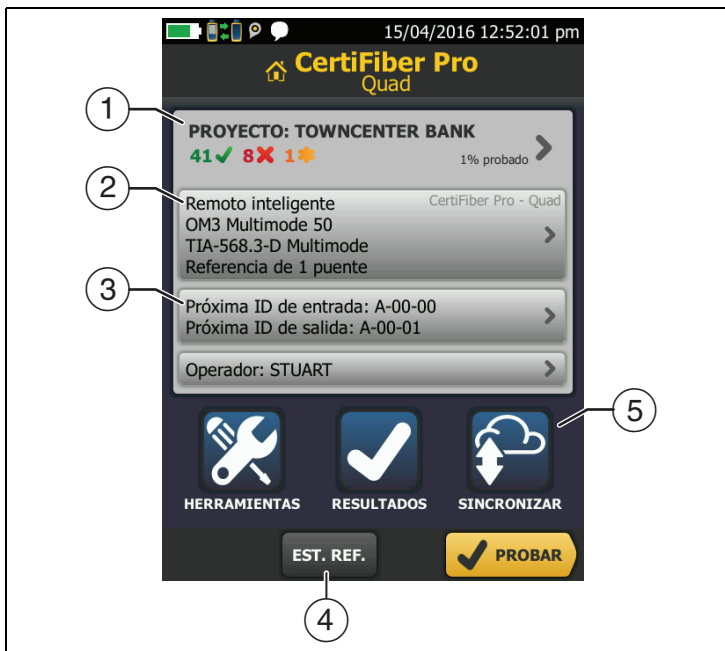 15/04/2016 12:52:01 pm
CertiFiber Pro
Quad
1
PROYECTO: TOWNCENTER BANK
41 8 1
1% probado
2
Remoto inteligente
CertiFiber Pro - Quad
OM3 Multimode 50
TIA-568.3-D Multimode
Referencia de 1 puente
3
Próxima ID de entrada: A-00-00
Próxima ID de salida: A-00-01
Operador: STUART
5
HERRAMIENTAS
RESULTADOS
SINCRONIZAR
EST. REF.
PROBAR
4